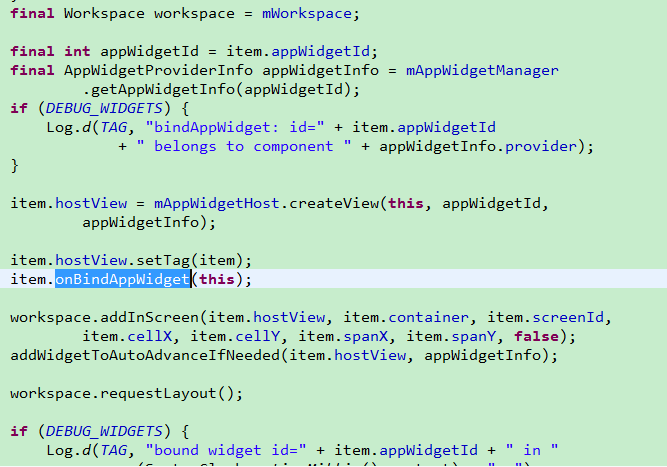 final Workspace workspace = mWorkspace;
final int appWidgetId = item.appWidgetId;
final AppWidgetProviderInfo appWidgetInfo = mAppWidgetManager
.getAppWidgetInfo(appWidgetId);
if (DEBUG_WIDGETS) {
Log.d(TAG, "bindAppWidget: id=" + item.appWidgetId
+ " belongs to component " + appWidgetInfo.provider);
}
item.hostView = mAppWidgetHost.createView(this, appWidgetId,
appWidgetInfo);
item.hostView.setTag(item);
item.onBindAppWidget(this);
workspace.addInScreen(item.hostView, item.container, item.screenId,
item.cellX, item.cellY, item.spanX, item.spanY, false);
addWidgetToAutoAdvanceIfNeeded(item.hostView, appWidgetInfo);
workspace.requestLayout();
if (DEBUG_WIDGETS) {
Log.d(TAG, "bound widget id=" + item.appWidgetId + " in "